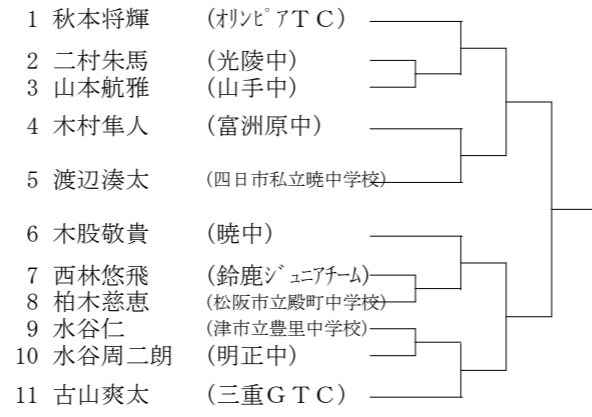 1 秋本将輝 (ｵﾘﾝﾋﾟｱＴＣ)
2 二村朱馬 (光陵中)
3 山本航雅 (山手中)
4 木村隼人 (富洲原中)
5 渡辺湊太 (四日市私立暁中学校)
6 木股敬貴 (暁中)
7 西林悠飛 (鈴鹿ｼﾞｭﾆｱﾁｰﾑ)
8 柏木慈恵 (松阪市立殿町中学校)
9 水谷仁 (津市立豊里中学校)
10 水谷周二朗 (明正中)
11 古山爽太 (三重ＧＴＣ)